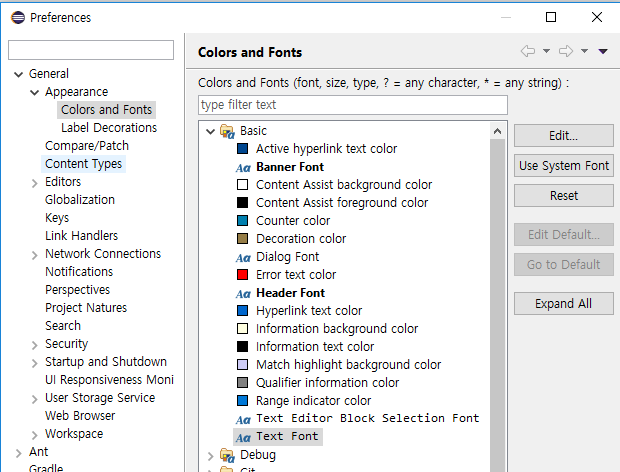 Preferences
General
Appearance
Colors and Fonts
Label Decorations
Compare/Patch
Content Types
Editors
Globalization
Keys
Link Handlers
Network Connections
Notifications
Perspectives
Project Natures
Search
Security
Startup and Shutdown
UI Responsiveness Moni
User Storage Service
Web Browser
Workspace
Ant
Gradle
Colors and Fonts
Colors and Fonts (font, size, type, ? = any character, * = any string) :
type filter text
Basic
Active hyperlink text color
Aa Banner Font
Content Assist background color
Content Assist foreground color
Counter color
Decoration color
Aa Dialog Font
Error text color
Aa Header Font
Hyperlink text color
Information background color
Information text color
Match highlight background color
Qualifier information color
Range indicator color
Aa Text Editor Block Selection Font
Aa Text Font
Debug
Git
Edit...
Use System Font
Reset
Edit Default...
Go to Default
Expand All